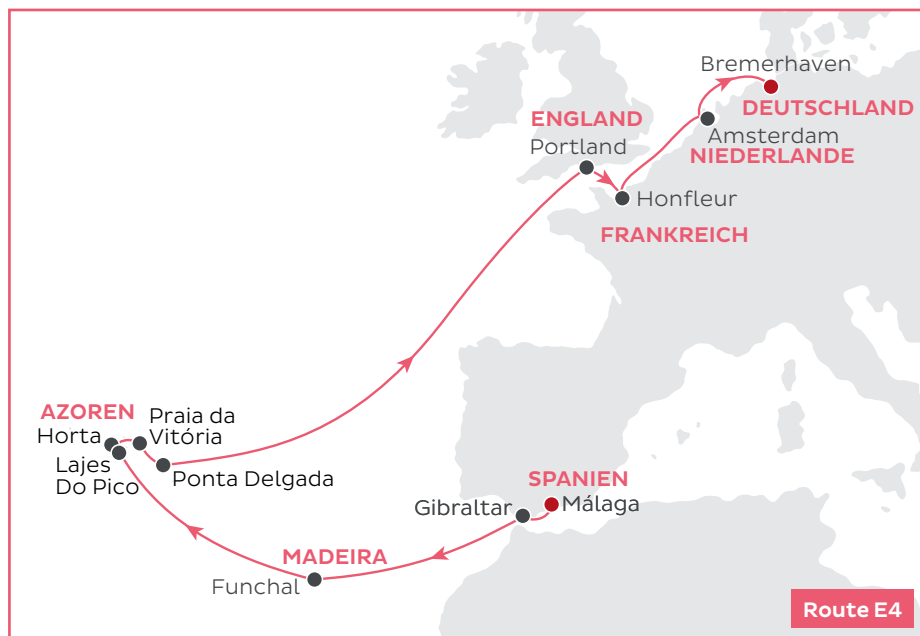 Bremerhaven
DEUTSCHLAND
ENGLAND
Portland
Amsterdam
NIEDERLANDE
Honfleur
FRANKREICH
AZOREN
Horta
Praia da
Vitória
Lajes
Do Pico
Ponta Delgada
SPANIEN
Gibraltar
Málaga
MADEIRA
Funchal
Route E4